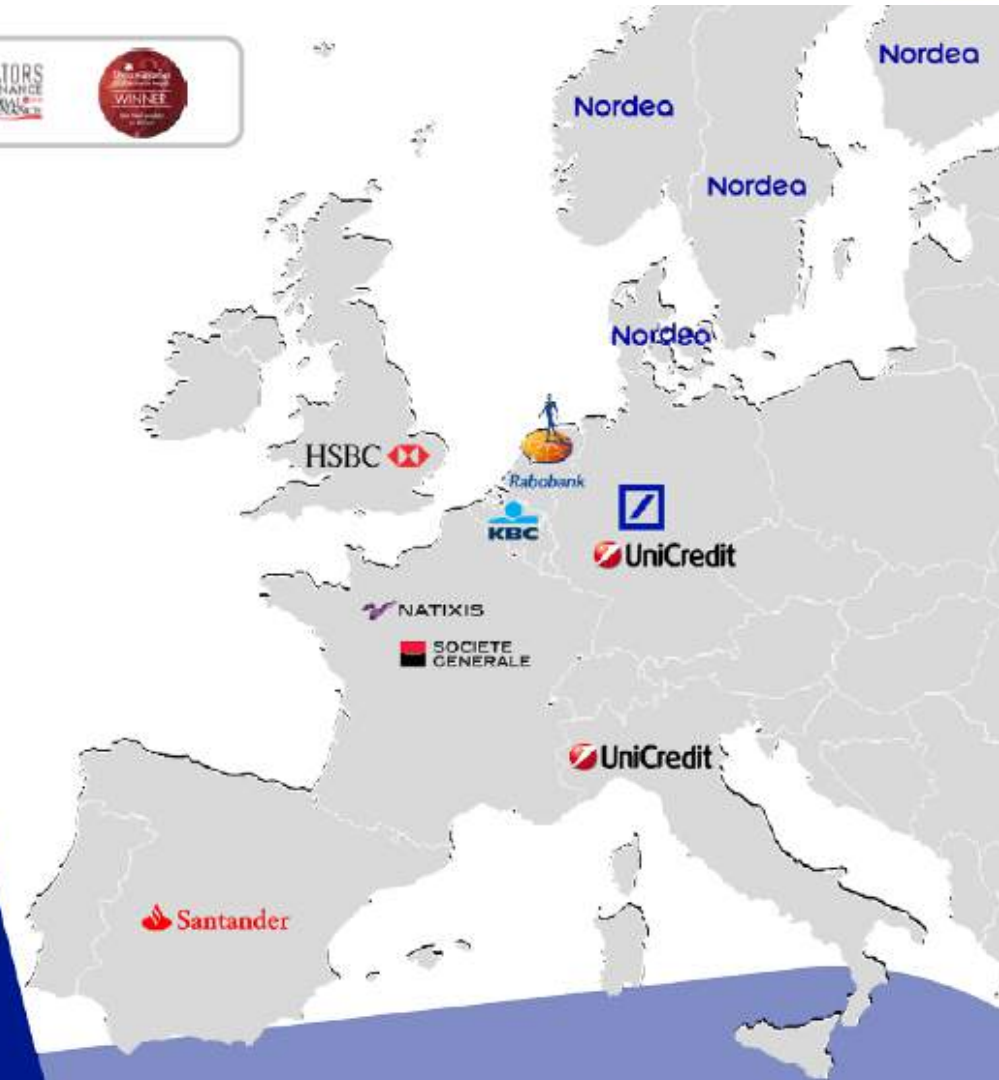 WINNER
Nordea
Nordea
Nordea
Nordea
HSBC
Rabobank
KBC
UniCredit
NATIXIS
SOCIETE
GENERALE
UniCredit
Santander